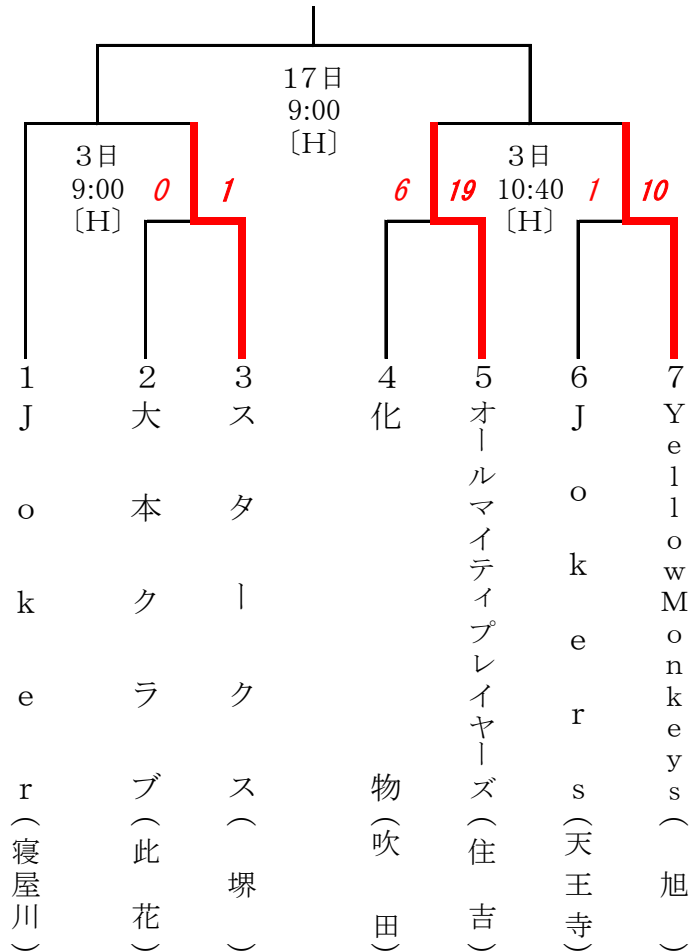 17日
9:00
〔H〕
3日
9:00
〔H〕
0
1
6
19
3日
10:40
〔H〕
1
10
1
Joker(寝屋川)
2
大本クラブ(此花)
3
スタークス(堺)
4
化物(吹田)
5
オールマイティプレイヤーズ(住吉)
6
Jokers(天王寺)
7
YellowMonkeys(旭)